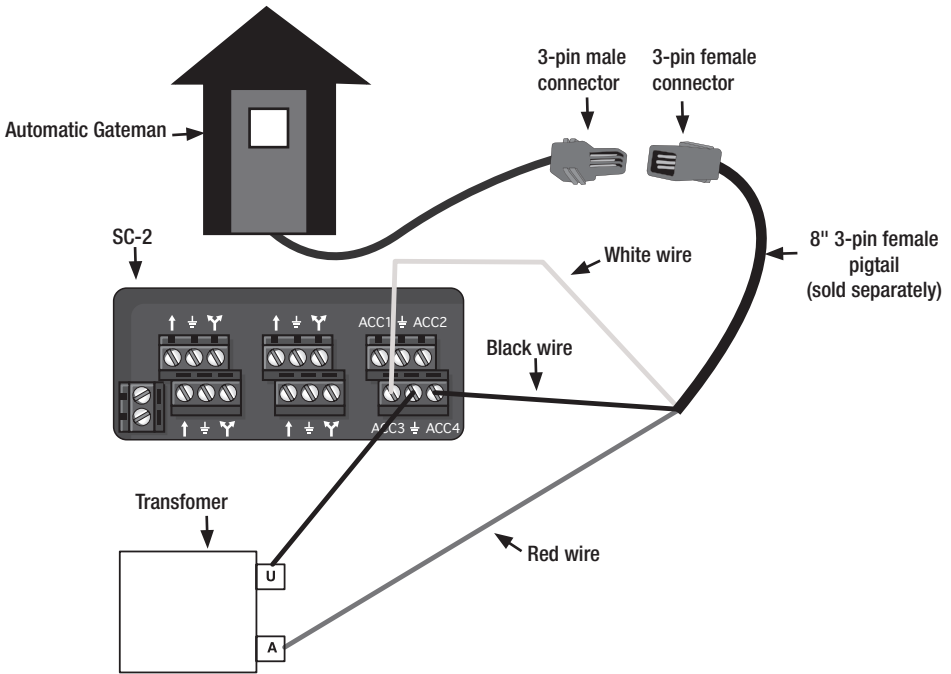 3-pin male
connector
3-pin female
connector
Automatic Gateman
SC-2
White wire
8" 3-pin female
pigtail
(sold separately)
ACC1 ACC2
Black wire
ACC3 ACC4
Transfomer
Red wire
U
A